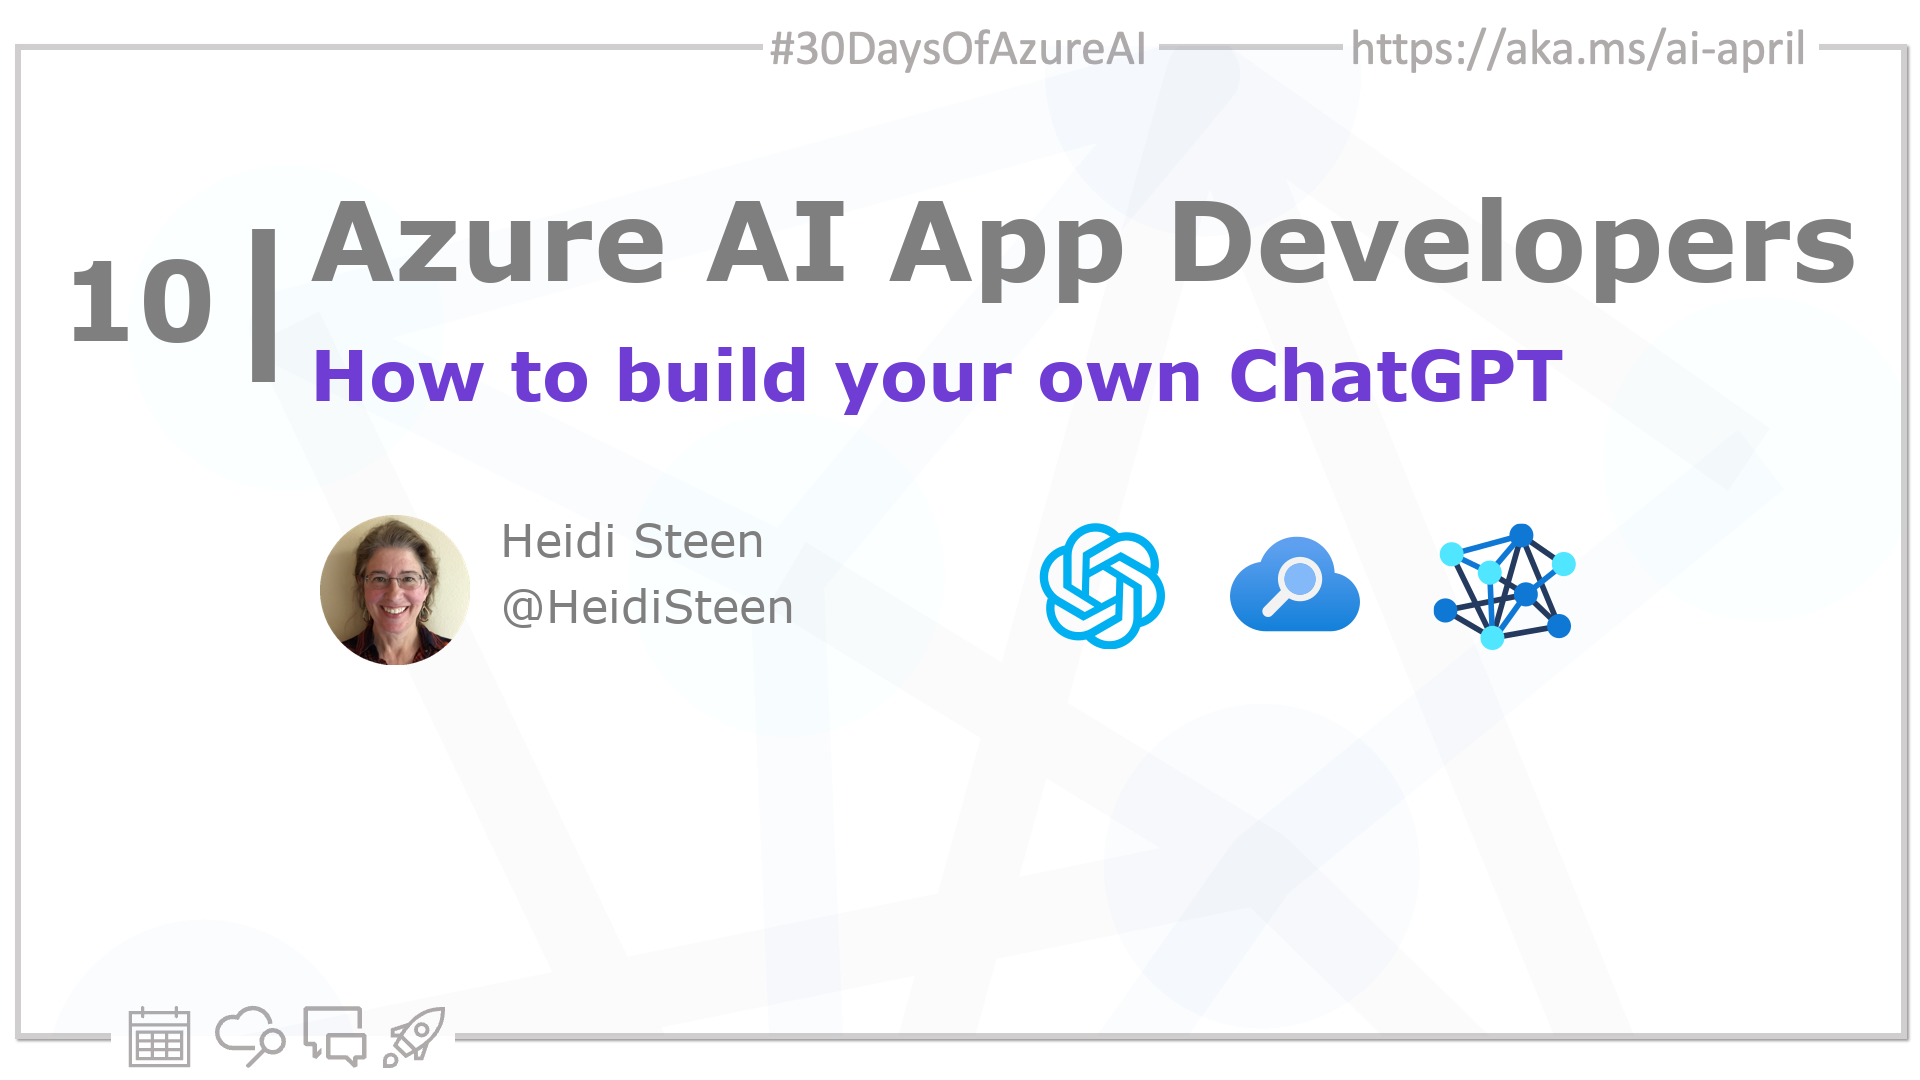 #30DaysOfAzureAI
https://aka.ms/ai-april
10
Azure AI App Developers
How to build your own ChatGPT
Heidi Steen
@HeidiSteen